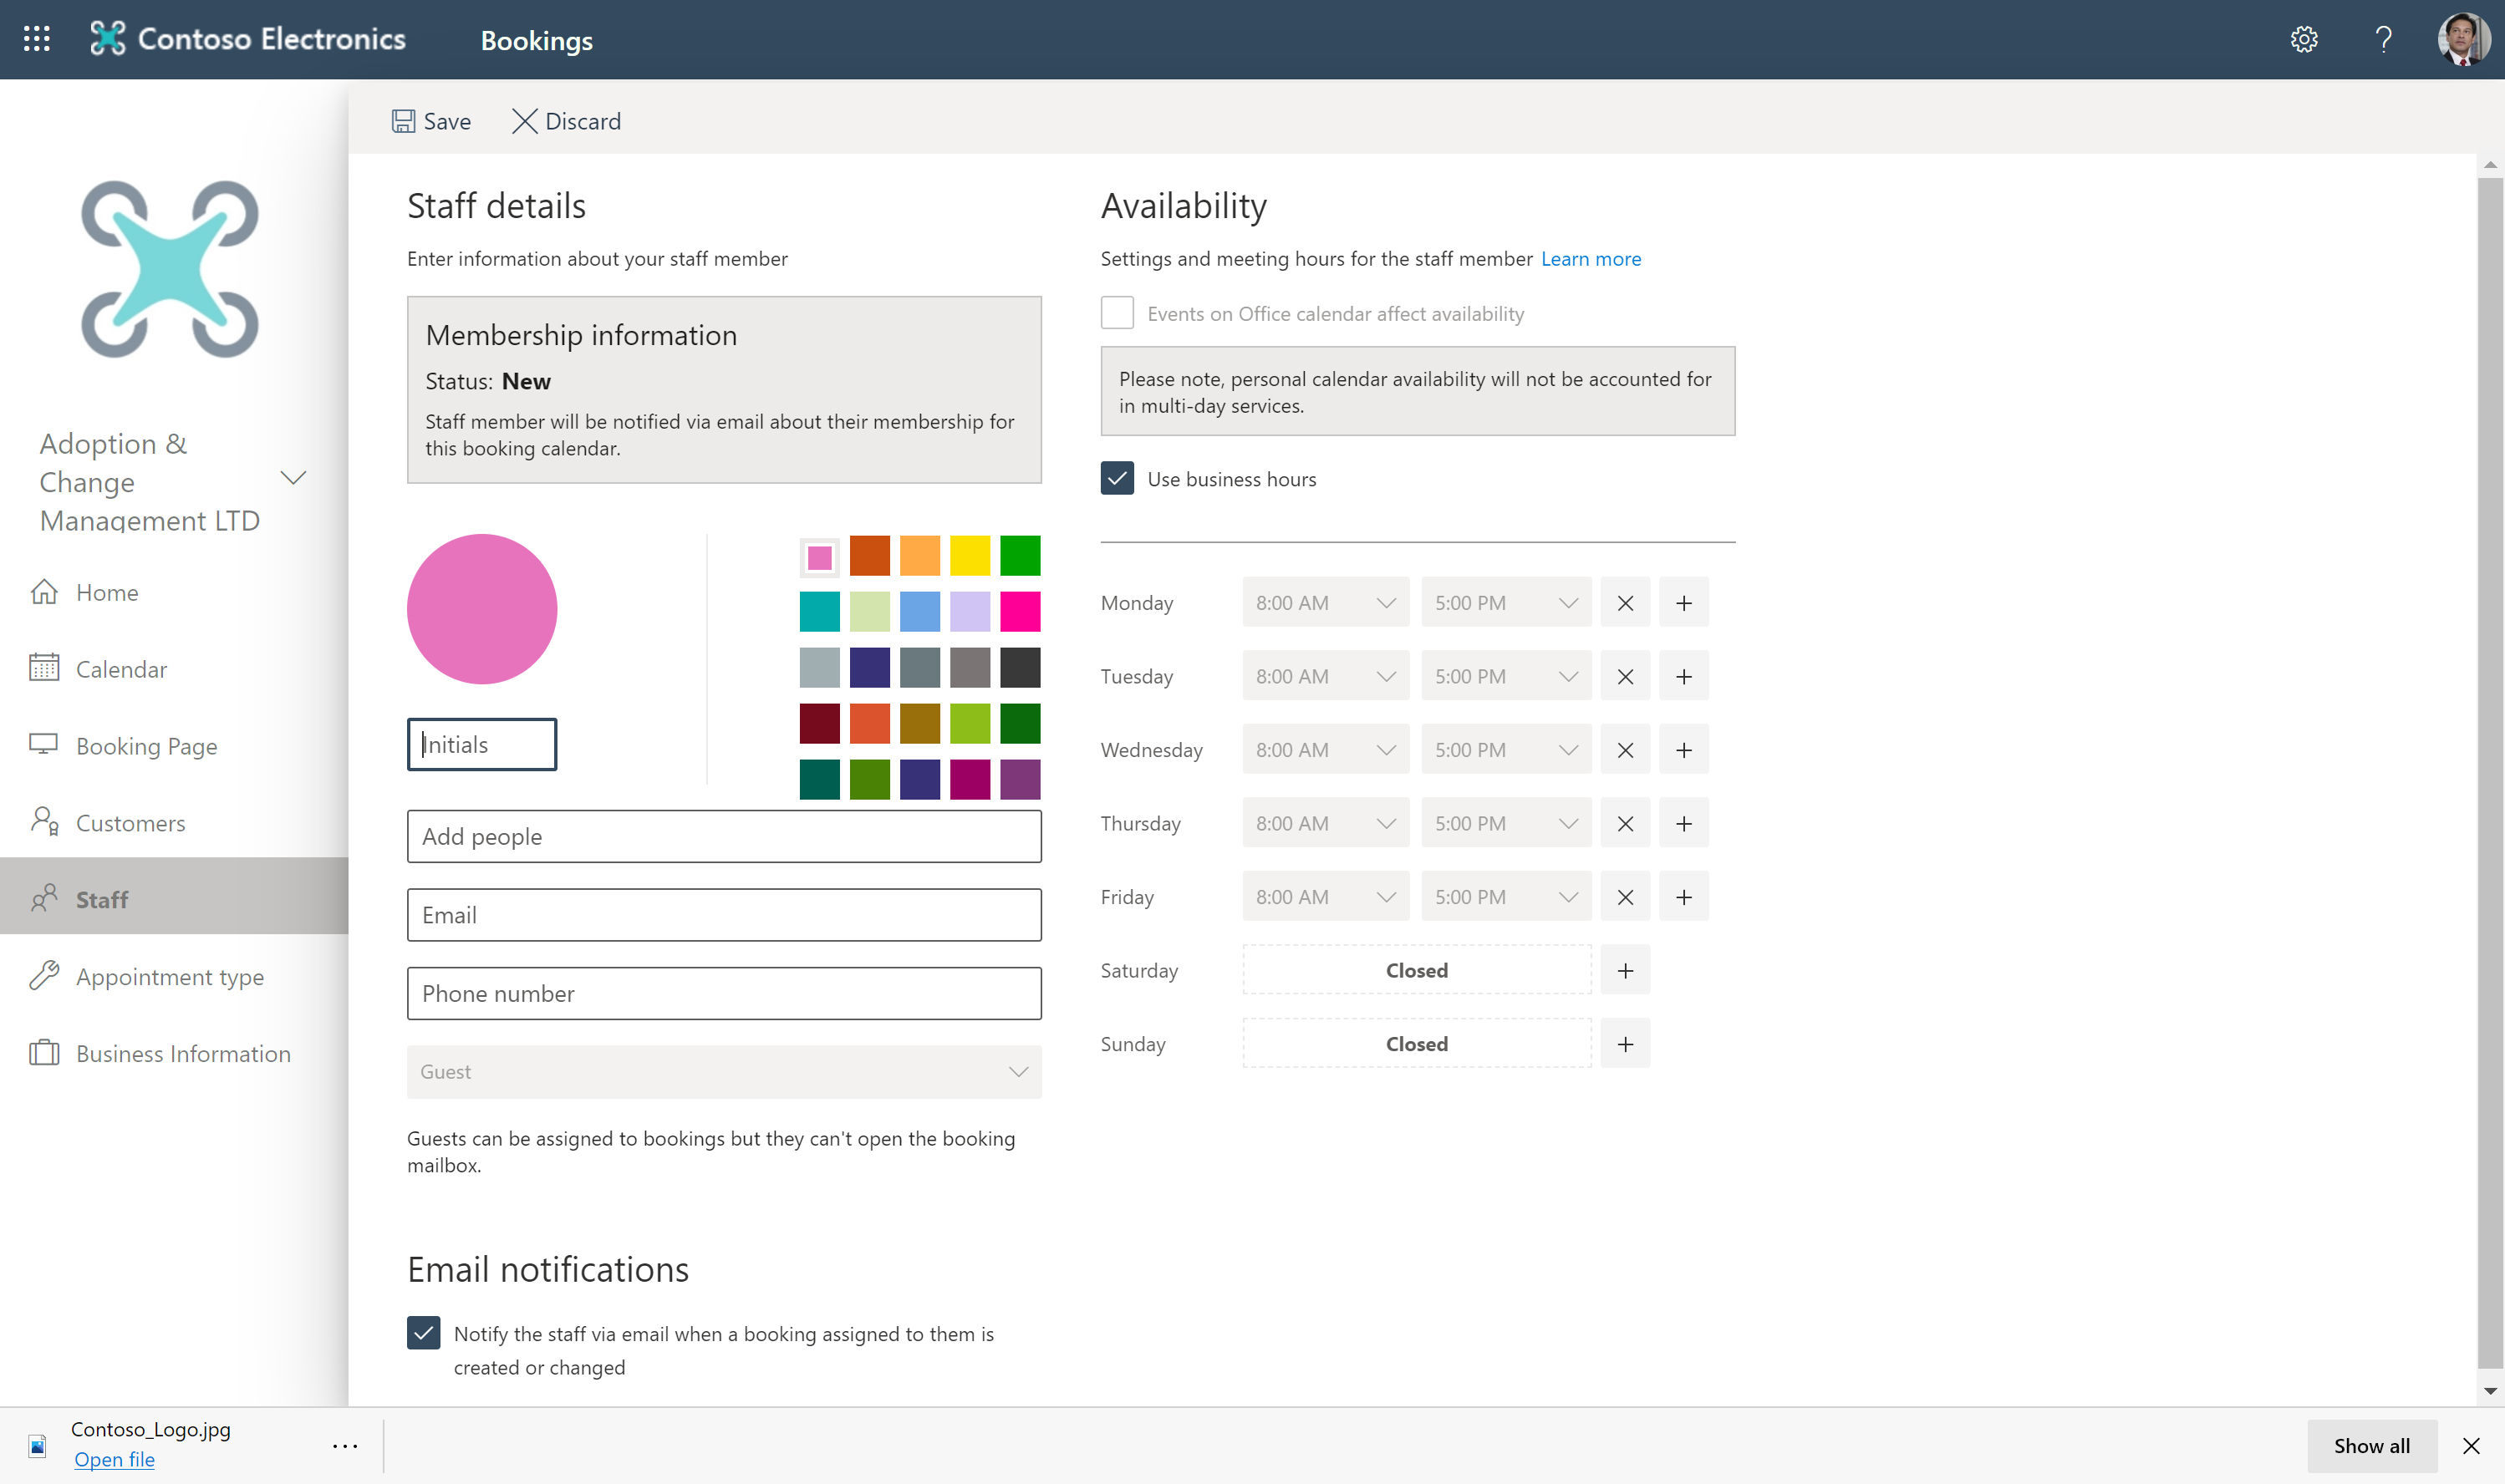 Contoso Electronics
Bookings
Save
Discard
Adoption &
Change
Management LTD
Home
Calendar
Booking Page
Customers
Staff
Appointment type
Business Information
Staff details
Enter information about your staff member
Membership information
Status: New
Staff member will be notified via email about their membership for
this booking calendar.
Initials
Add people
Email
Phone number
Guest
Guests can be assigned to bookings but they can't open the booking
mailbox.
Email notifications
Notify the staff via email when a booking assigned to them is
created or changed
Availability
Settings and meeting hours for the staff member Learn more
Events on Office calendar affect availability
Please note, personal calendar availability will not be accounted for
in multi-day services.
Use business hours
Monday 8:00 AM 5:00 PM
Tuesday 8:00 AM 5:00 PM
Wednesday 8:00 AM 5:00 PM
Thursday 8:00 AM 5:00 PM
Friday 8:00 AM 5:00 PM
Saturday Closed
Sunday Closed
Contoso_Logo.jpg
Open file
Show all